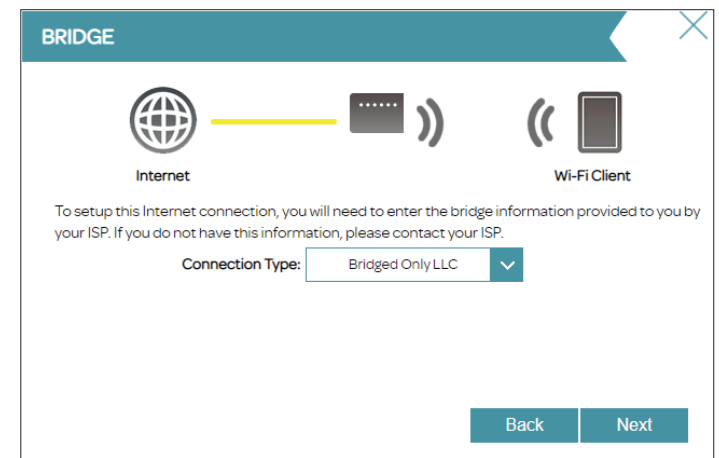 BRIDGE
Internet
Wi-Fi Client
To setup this Internet connection, you will need to enter the bridge information provided to you by
your ISP. If you do not have this information, please contact your ISP.
Connection Type: Bridged Only LLC
Back Next